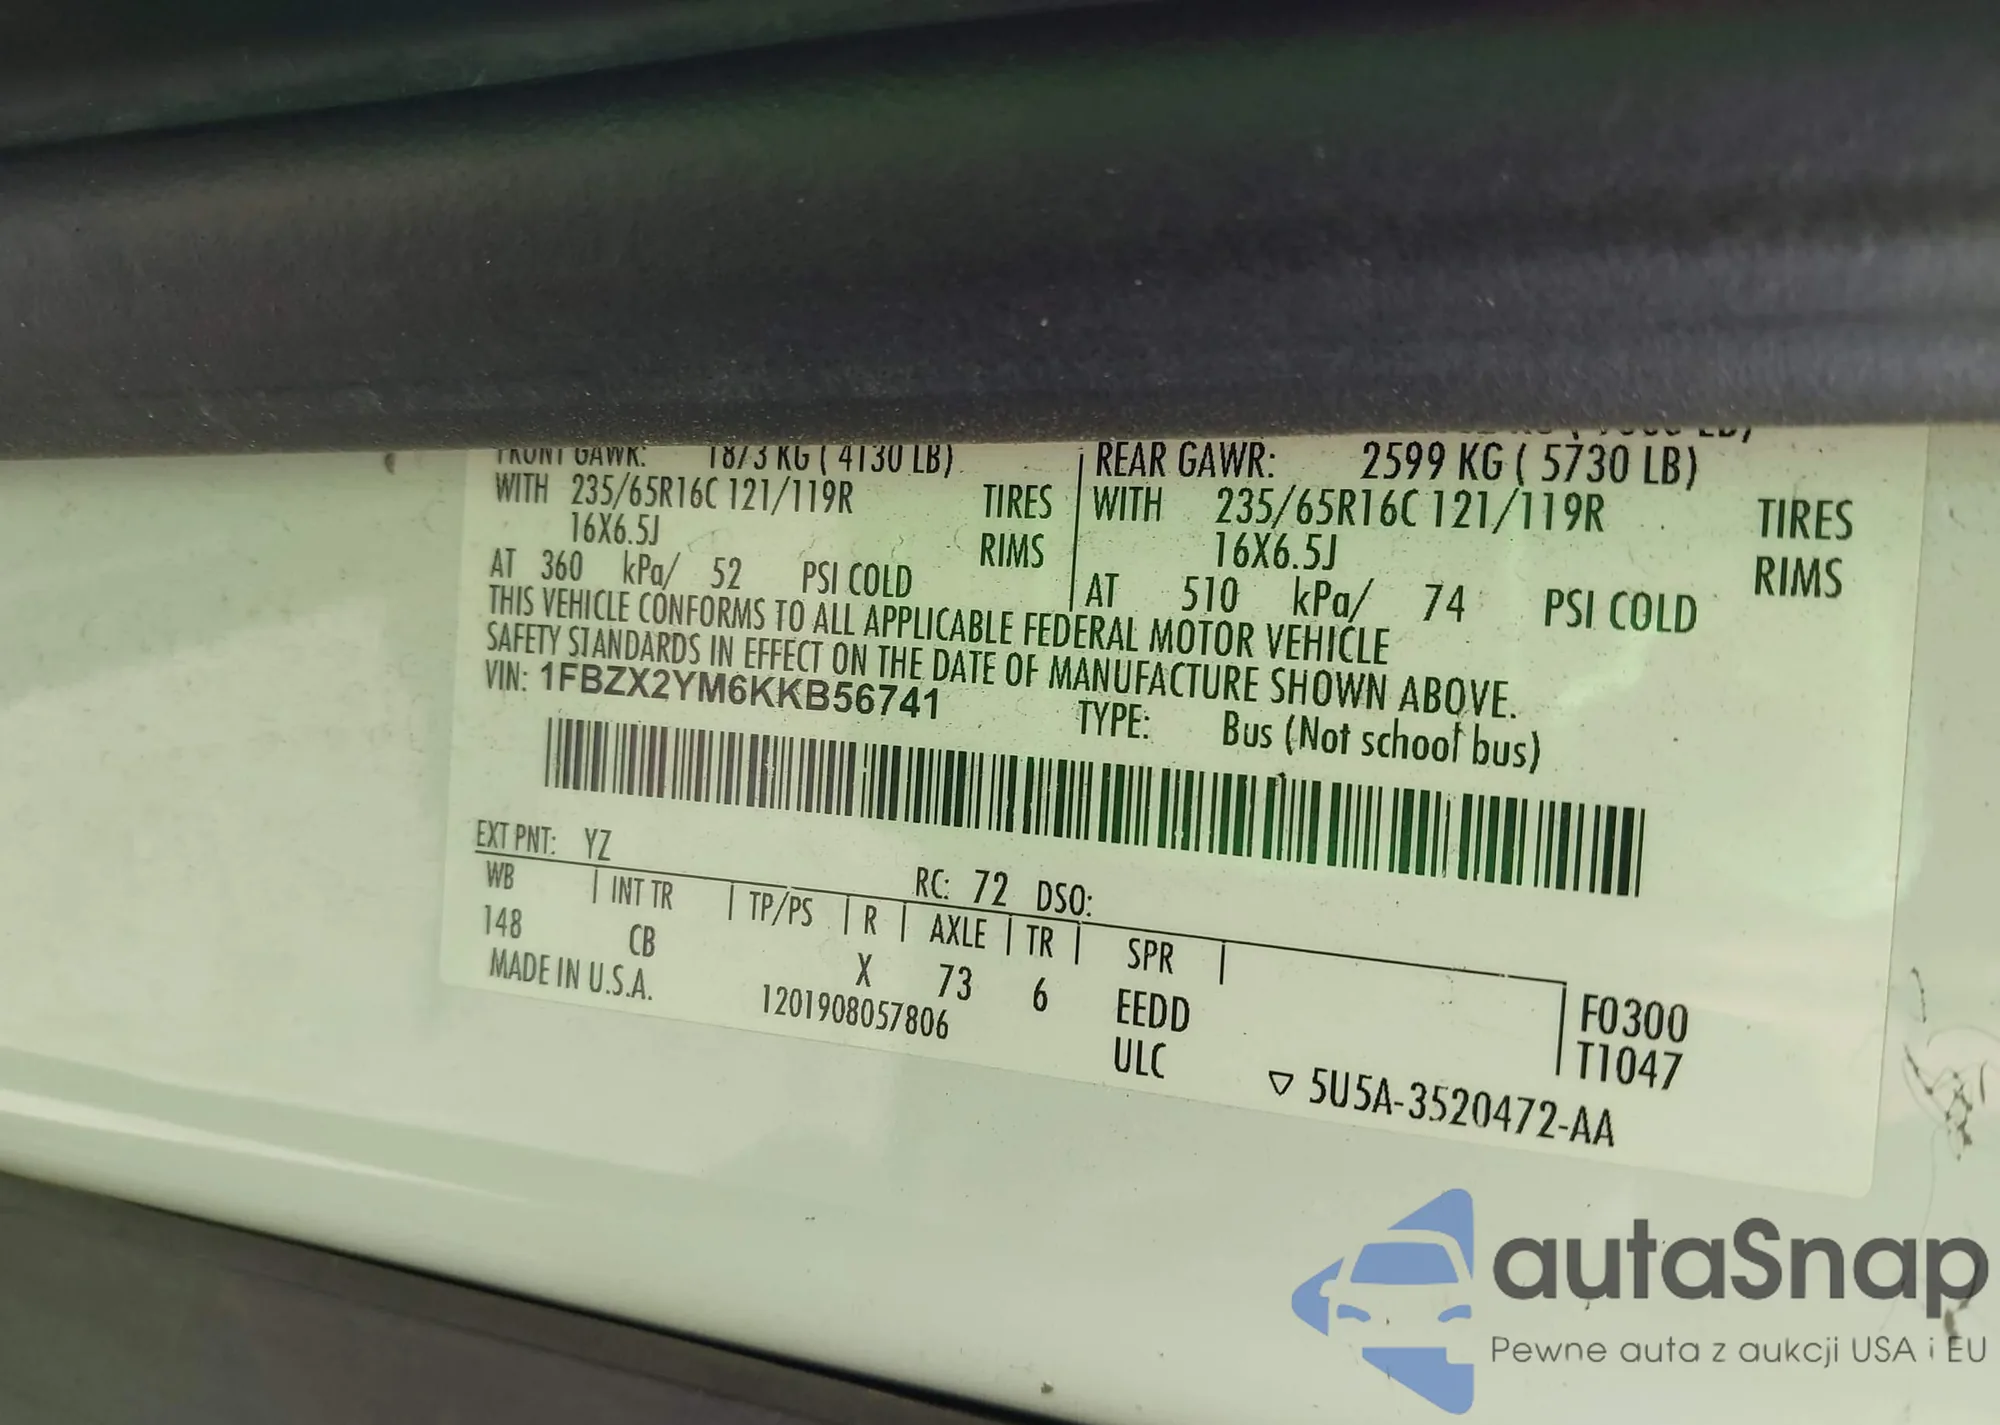 FRONT GAWR: 1873 KG ( 4130 LB)
WITH 235/65R16C 121/119R TIRES
16X6.5J RIMS
AT 360 kPa/ 52 PSI COLD
REAR GAWR: 2599 KG ( 5730 LB)
WITH 235/65R16C 121/119R TIRES
16X6.5J RIMS
AT 510 kPa/ 74 PSI COLD
THIS VEHICLE CONFORMS TO ALL APPLICABLE FEDERAL MOTOR VEHICLE
SAFETY STANDARDS IN EFFECT ON THE DATE OF MANUFACTURE SHOWN ABOVE.
VIN: 1FBZX2YM6KKB56741
TYPE: Bus (Not school bus)
EXT PNT: YZ RC: 72 DSO:
WB | INT TR | TP/PS | R | AXLE | TR | SPR |
148 CB X 73 6 EEDD
F0300
MADE IN U.S.A. 1201908057806 ULC
T1047
▽ 5U5A-3520472-AA
autaSnap
Pewne auta z aukcji USA i EU